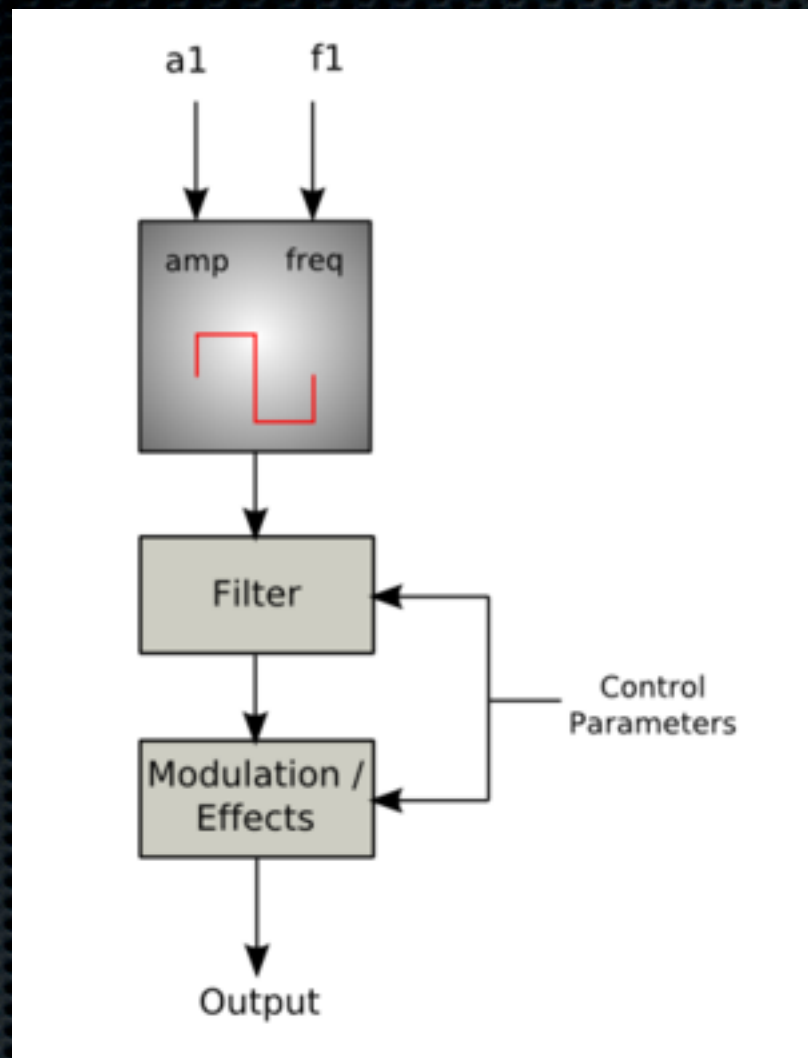 a1
f1
amp
freq
Filter
Control
Parameters
Modulation /
Effects
Output